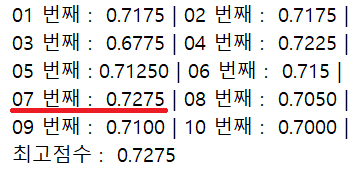 01 번째 : 0.7175 | 02 번째 : 0.7175 |
03 번째 : 0.6775 | 04 번째 : 0.7225 |
05 번째 : 0.71250 | 06 번째 : 0.715 |
07 번째 : 0.7275 | 08 번째 : 0.7050 |
09 번째 : 0.7100 | 10 번째 : 0.7000 |
최고점수 : 0.7275